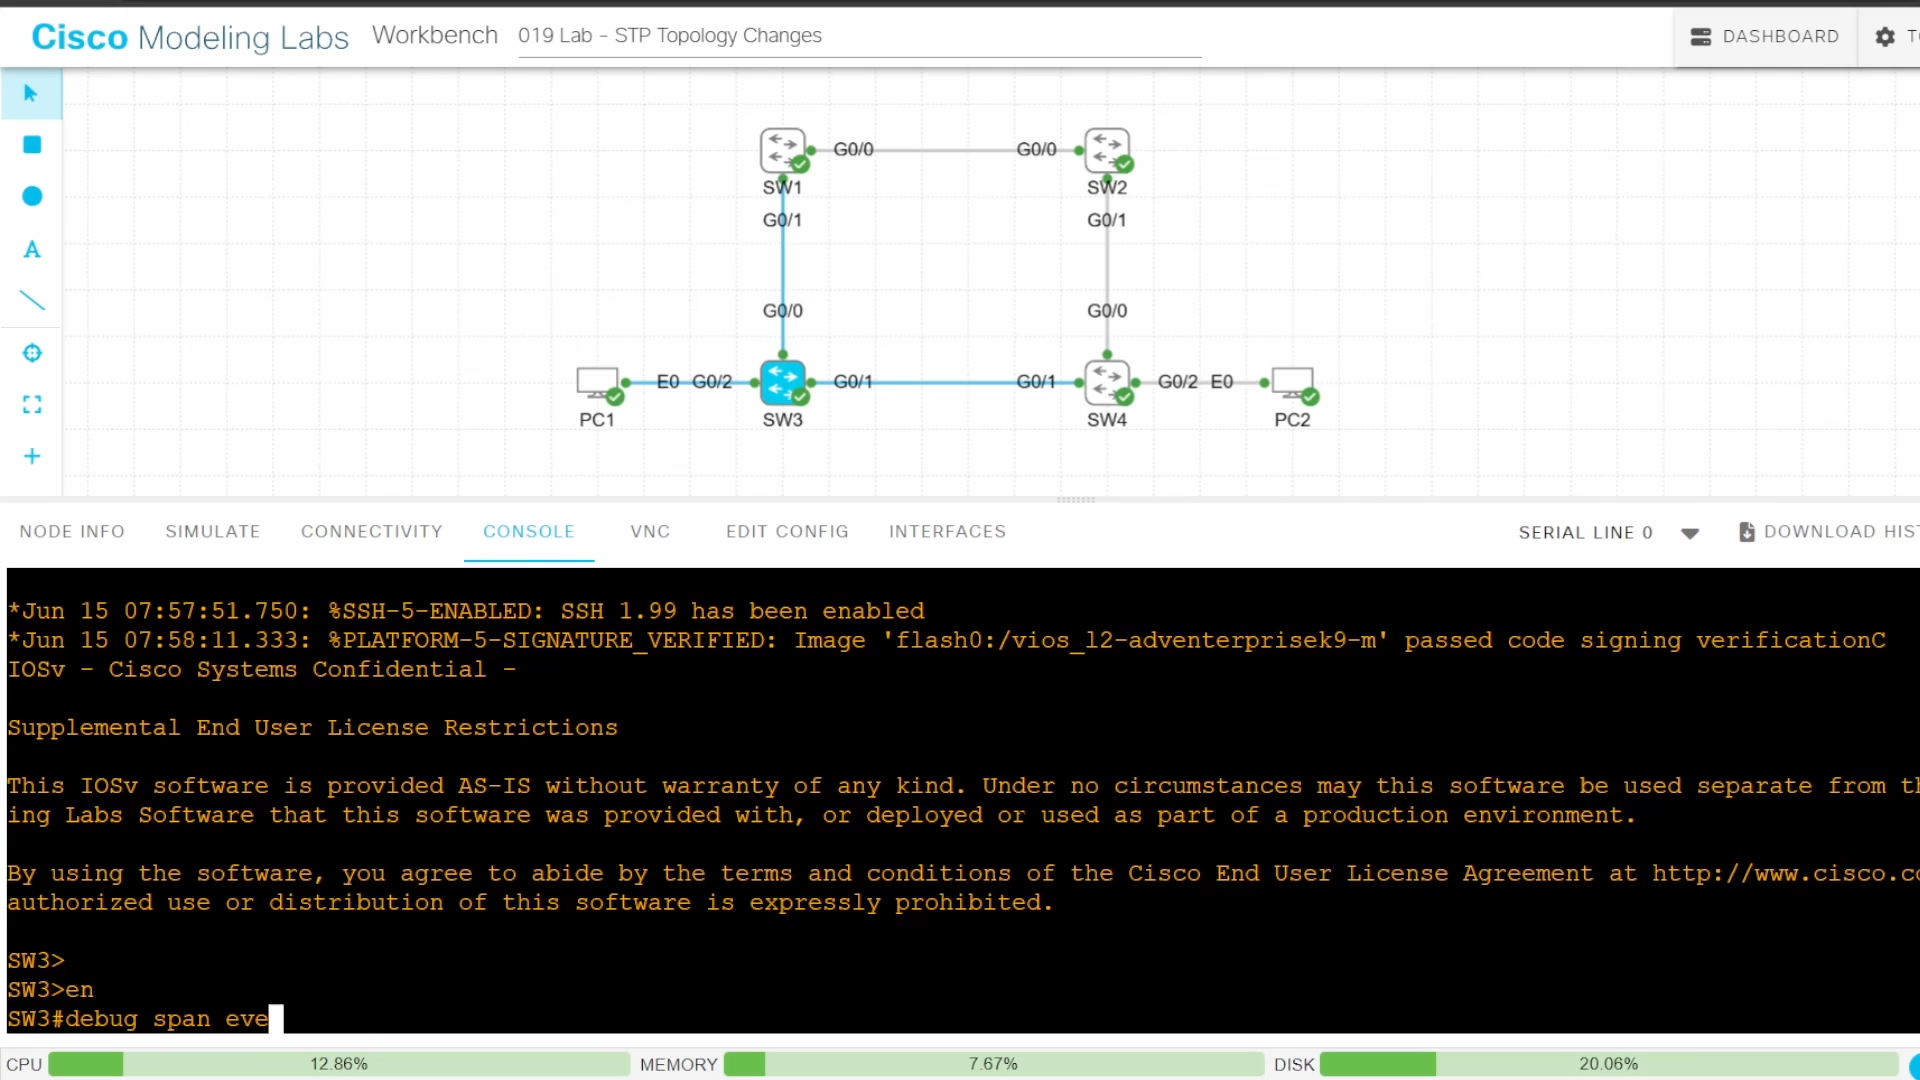 Cisco Modeling Labs Workbench 019 Lab - STP Topology Changes DASHBOARD
A
G0/0 G0/0
SW1 SW2
G0/1 G0/1
G0/0 G0/0
E0 G0/2 G0/1 G0/1 G0/2 E0
PC1 SW3 SW4 PC2
NODE INFO SIMULATE CONNECTIVITY CONSOLE VNC EDIT CONFIG INTERFACES SERIAL LINE 0 DOWNLOAD HIST
*Jun 15 07:57:51.750: %SSH-5-ENABLED: SSH 1.99 has been enabled
*Jun 15 07:58:11.333: %PLATFORM-5-SIGNATURE_VERIFIED: Image 'flash0:/vios_l2-adventerprisek9-m' passed code signing verificationC
IOSv - Cisco Systems Confidential -
Supplemental End User License Restrictions
This IOSv software is provided AS-IS without warranty of any kind. Under no circumstances may this software be used separate from th
ing Labs Software that this software was provided with, or deployed or used as part of a production environment.
By using the software, you agree to abide by the terms and conditions of the Cisco End User License Agreement at http://www.cisco.co
authorized use or distribution of this software is expressly prohibited.
SW3>
SW3>en
SW3#debug span eve
CPU 12.86% MEMORY 7.67% DISK 20.06%